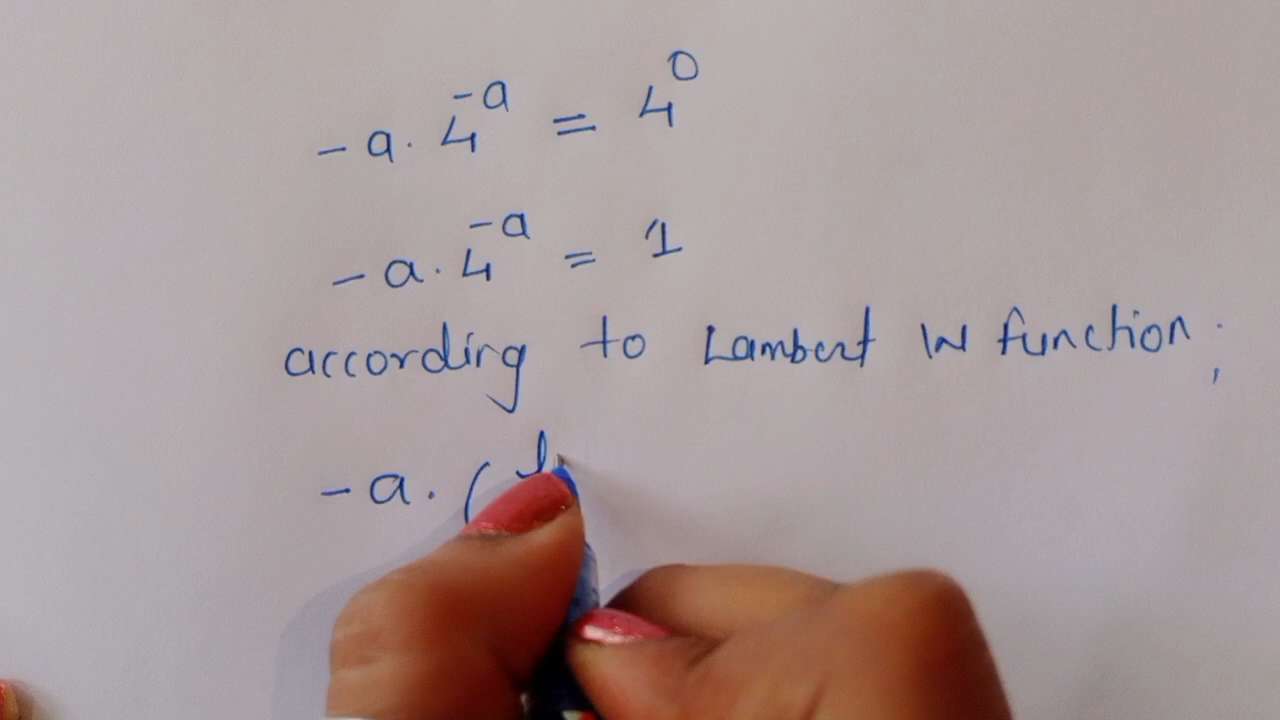 -a. 4^-a = 4^0
-a. 4^-a = 1
according to Lambert W function;
-a. (